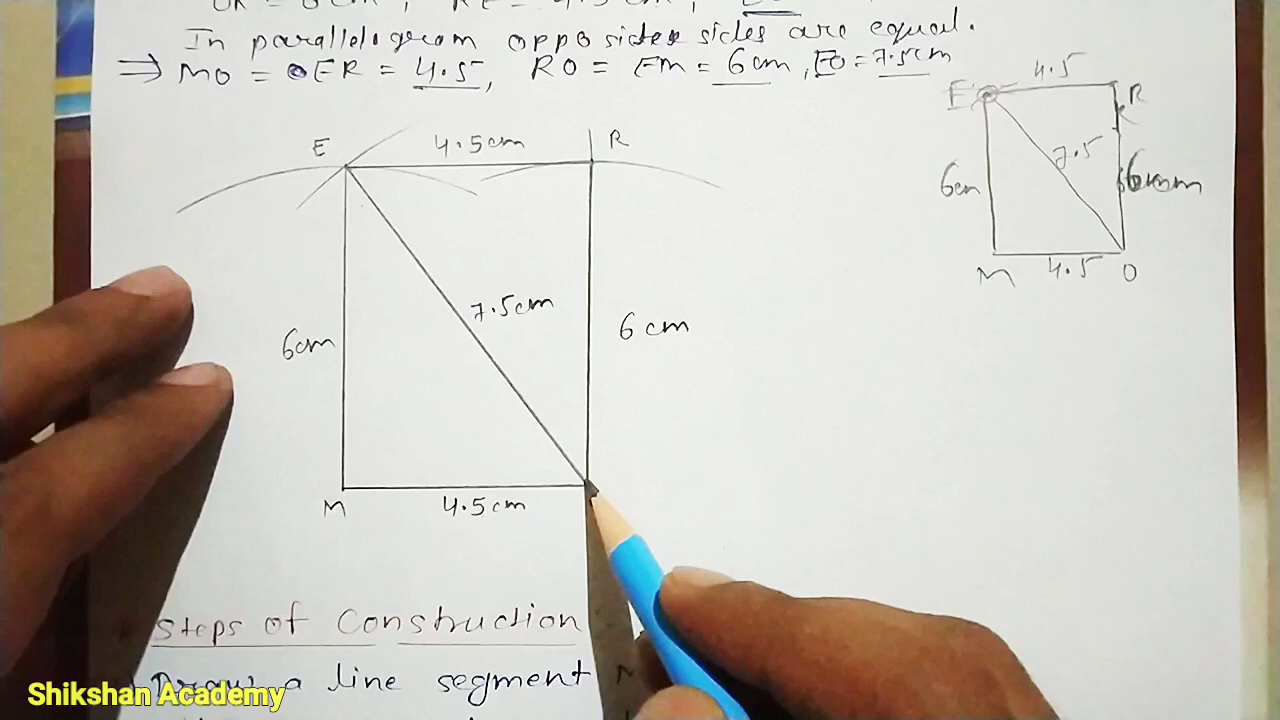 In parallelogram opposides sides are equal.
⇒ MO = ER = 4.5, RO = EM = 6cm, EO = 7.5cm
4.5
E
R
7.5
6cm
M
4.5
O
E
4.5cm
R
7.5cm
6cm
6 cm
M
4.5cm
Steps of Construction
Draw a line segment
Shikshan Academy